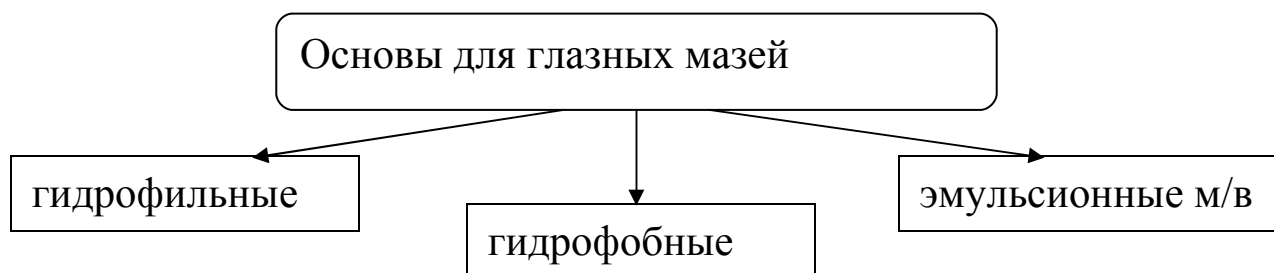 Основы для глазных мазей
гидрофильные
гидрофобные
эмульсионные м/в